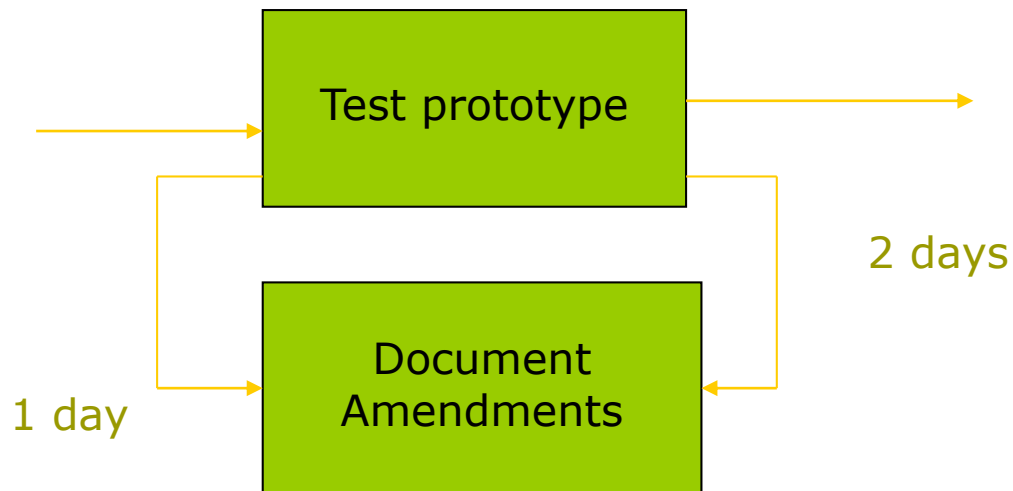 Test prototype
2 days
Document
Amendments
1 day